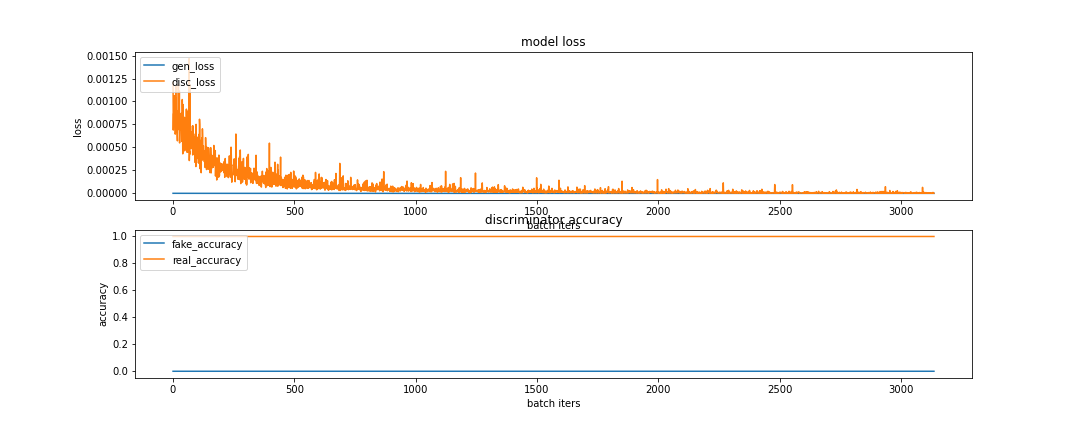 model loss
gen_loss
disc_loss
loss
0.00150
0.00125
0.00100
0.00075
0.00050
0.00025
0.00000
0 500 1000 1500 2000 2500 3000
batch iters
discriminator accuracy
fake_accuracy
real_accuracy
accuracy
1.0
0.8
0.6
0.4
0.2
0.0
0 500 1000 1500 2000 2500 3000
batch iters